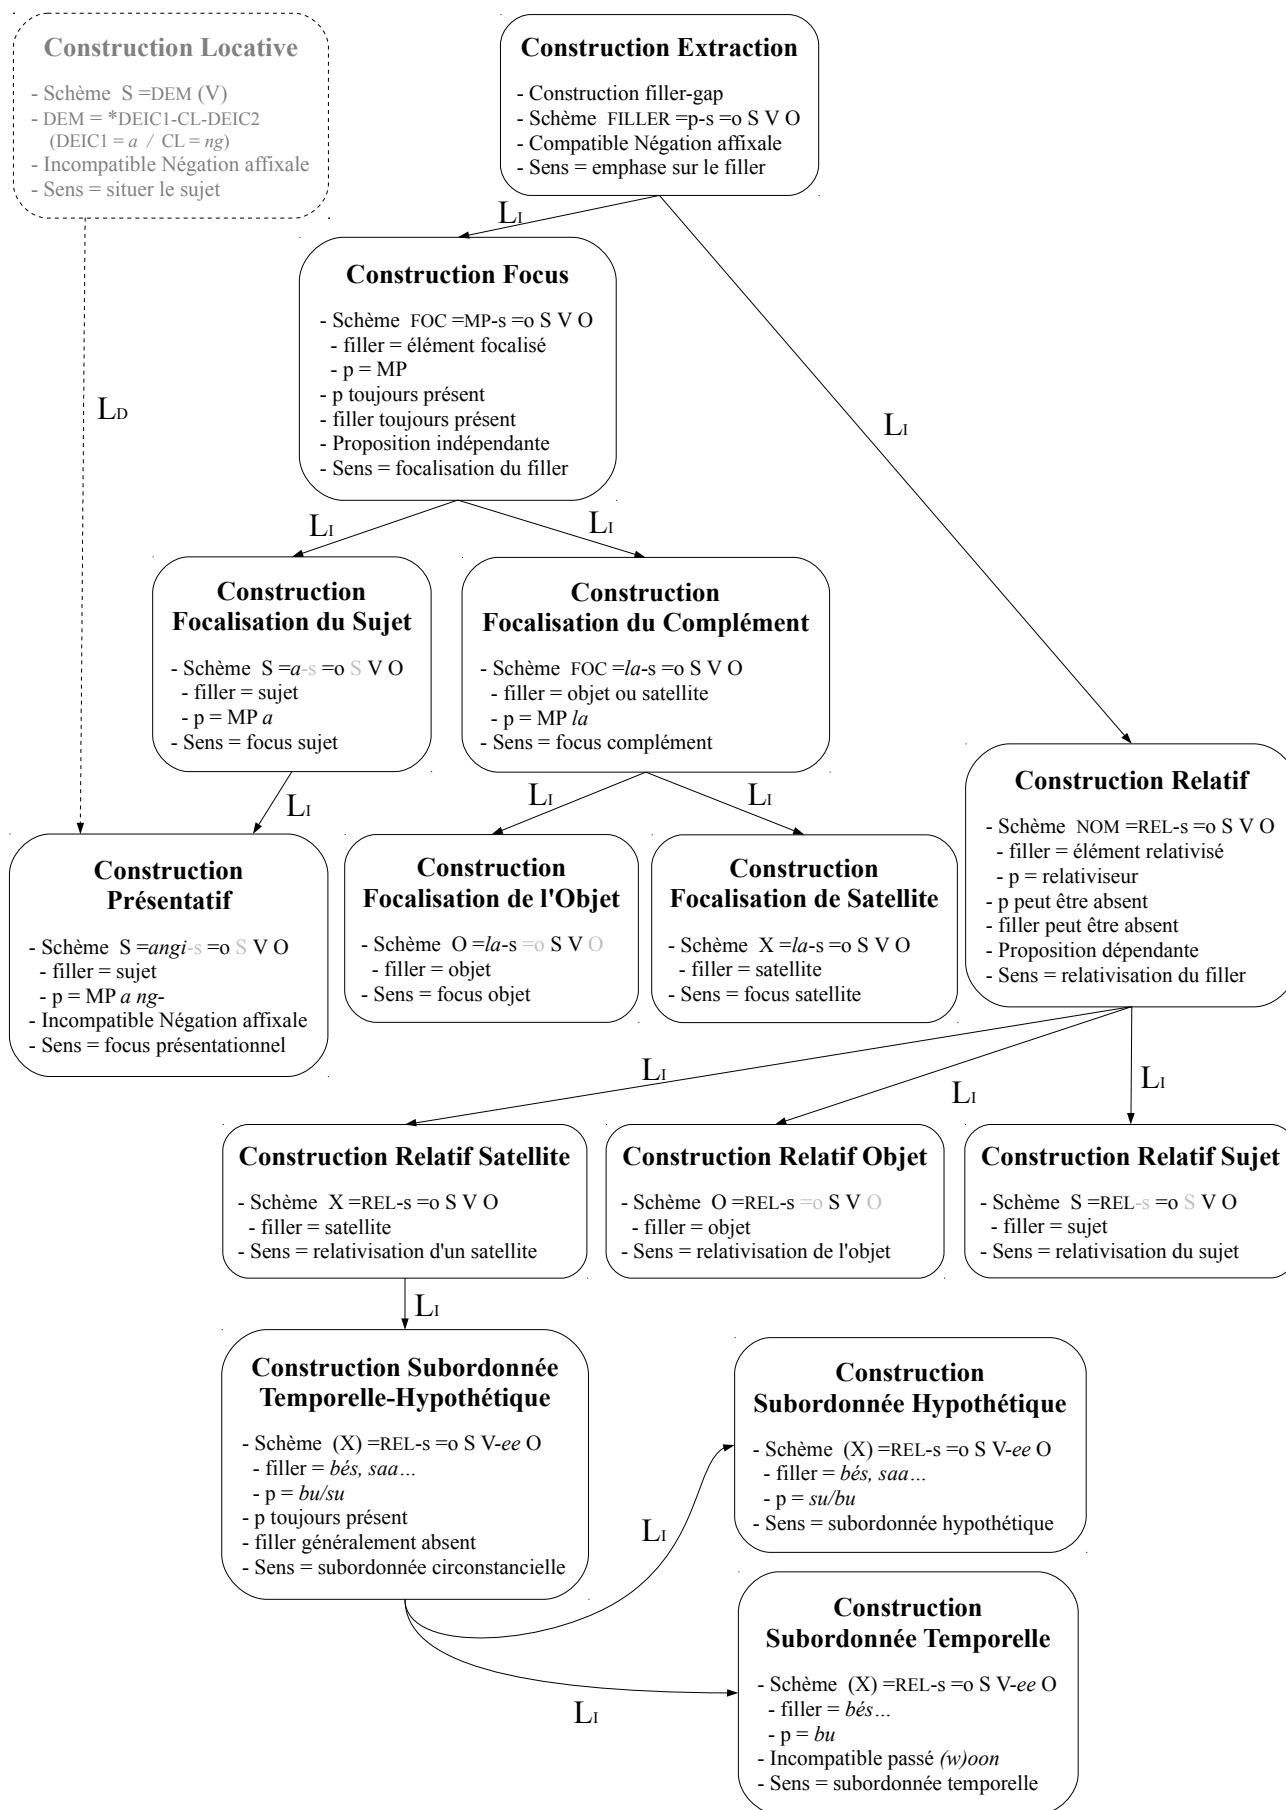 Construction Locative
- Schème S =DEM (V)
- DEM = *DEIC1-CL-DEIC2
(DEIC1 = a / CL = ng)
- Incompatible Négation affixale
- Sens = situer le sujet
Construction Extraction
- Construction filler-gap
- Schème FILLER =p-s =o S V O
- Compatible Négation affixale
- Sens = emphase sur le filler
LI
Construction Focus
- Schème FOC =MP-s =o S V O
- filler = élément focalisé
- p = MP
- p toujours présent
- filler toujours présent
- Proposition indépendante
- Sens = focalisation du filler
LD
LI
LI
LI
Construction
Focalisation du Sujet
- Schème S =a-s =o S V O
- filler = sujet
- p = MP a
- Sens = focus sujet
Construction
Focalisation du Complément
- Schème FOC =la-s =o S V O
- filler = objet ou satellite
- p = MP la
- Sens = focus complément
LI
LI
LI
Construction
Présentatif
- Schème S =angi-s =o S V O
- filler = sujet
- p = MP a ng-
- Incompatible Négation affixale
- Sens = focus présentationnel
Construction
Focalisation de l'Objet
- Schème O =la-s =o S V O
- filler = objet
- Sens = focus objet
Construction
Focalisation de Satellite
- Schème X =la-s =o S V O
- filler = satellite
- Sens = focus satellite
Construction Relatif
- Schème NOM =REL-s =o S V O
- filler = élément relativisé
- p = relativiseur
- p peut être absent
- filler peut être absent
- Proposition dépendante
- Sens = relativisation du filler
LI
LI
LI
Construction Relatif Satellite
- Schème X =REL-s =o S V O
- filler = satellite
- Sens = relativisation d'un satellite
Construction Relatif Objet
- Schème O =REL-s =o S V O
- filler = objet
- Sens = relativisation de l'objet
Construction Relatif Sujet
- Schème S =REL-s =o S V O
- filler = sujet
- Sens = relativisation du sujet
LI
Construction Subordonnée
Temporelle-Hypothétique
- Schème (X) =REL-s =o S V-ee O
- filler = bés, saa…
- p = bu/su
- p toujours présent
- filler généralement absent
- Sens = subordonnée circonstancielle
LI
Construction
Subordonnée Hypothétique
- Schème (X) =REL-s =o S V-ee O
- filler = bés, saa…
- p = su/bu
- Sens = subordonnée hypothétique
LI
Construction
Subordonnée Temporelle
- Schème (X) =REL-s =o S V-ee O
- filler = bés…
- p = bu
- Incompatible passé (w)oon
- Sens = subordonnée temporelle